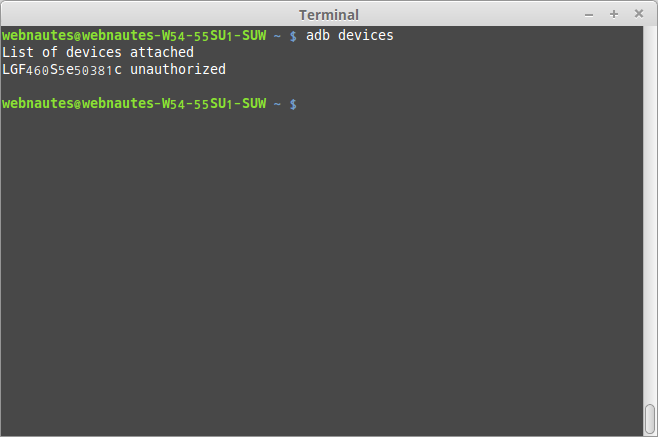 Terminal
webnautes@webnautes-W54-55SU1-SUW ~ $ adb devices
List of devices attached
LGF460S5e50381c unauthorized
webnautes@webnautes-W54-55SU1-SUW ~ $